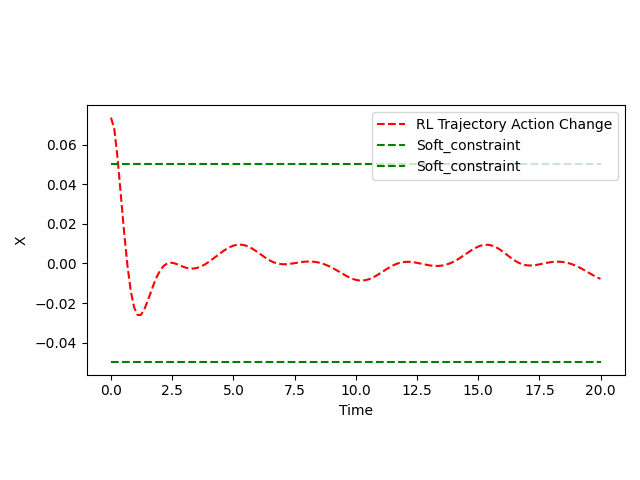 RL Trajectory Action Change
Soft_constraint
Soft_constraint
0.06
0.04
0.02
0.00
−0.02
−0.04
X
0.0 2.5 5.0 7.5 10.0 12.5 15.0 17.5 20.0
Time